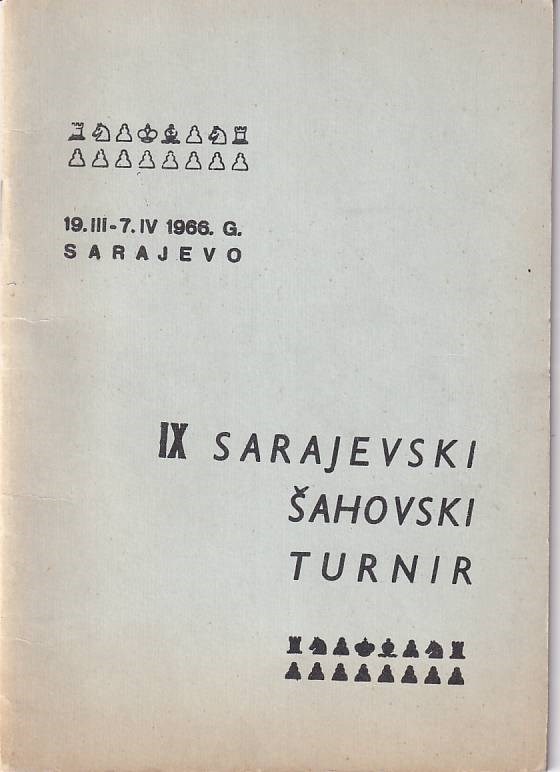 19. III - 7. IV 1966. G.
SARAJEVO
IX SARAJEVSKI
ŠAHOVSKI
TURNIR